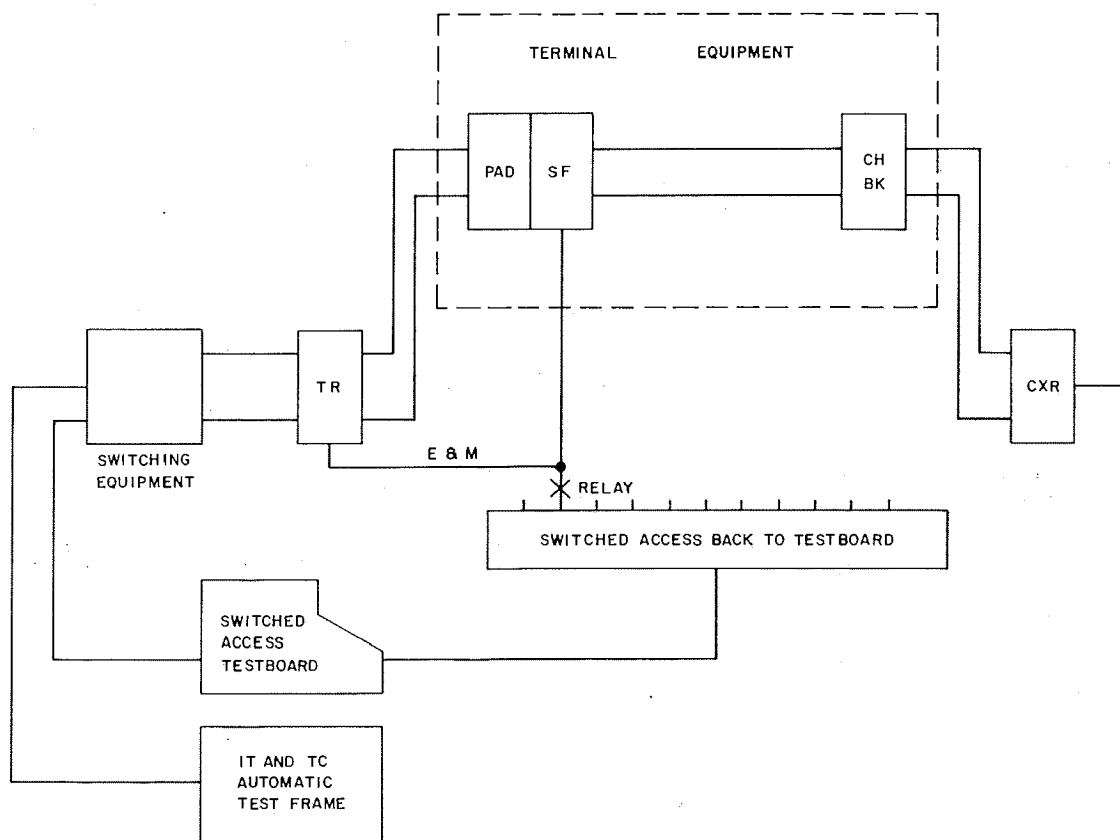 TERMINAL EQUIPMENT
PAD
SF
CH
BK
TR
CXR
SWITCHING
EQUIPMENT
E & M
RELAY
SWITCHED ACCESS BACK TO TESTBOARD
SWITCHED
ACCESS
TESTBOARD
IT AND TC
AUTOMATIC
TEST FRAME